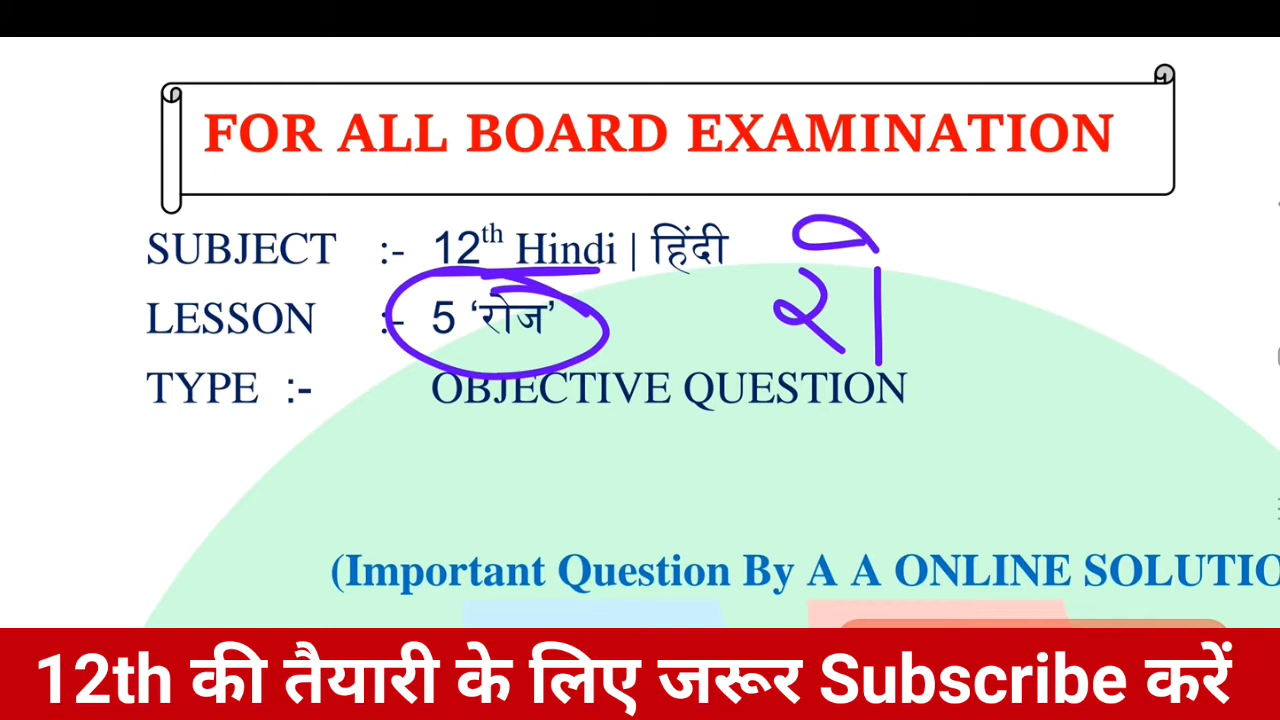 FOR ALL BOARD EXAMINATION
SUBJECT :- 12th Hindi | हिंदी
रो
LESSON :- 5 ‘रोज’
TYPE :- OBJECTIVE QUESTION
(Important Question By A A ONLINE SOLUTIO
12th की तैयारी के लिए जरूर Subscribe करें